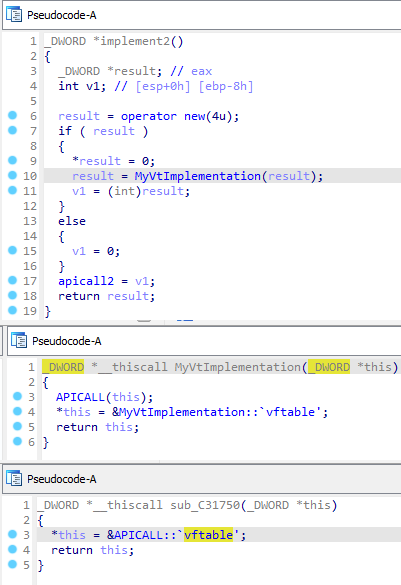 Pseudocode-A
1 _DWORD *implement2()
2 {
3 _DWORD *result; // eax
4 int v1; // [esp+0h] [ebp-8h]
5
6 result = operator new(4u);
7 if ( result )
8 {
9 *result = 0;
10 result = MyVtImplementation(result);
11 v1 = (int)result;
12 }
13 else
14 {
15 v1 = 0;
16 }
17 apicall2 = v1;
18 return result;
19 }
Pseudocode-A
1 _DWORD *__thiscall MyVtImplementation(_DWORD *this)
2 {
3 APICALL(this);
4 *this = &MyVtImplementation::`vftable';
5 return this;
6 }
Pseudocode-A
1 _DWORD *__thiscall sub_C31750(_DWORD *this)
2 {
3 *this = &APICALL::`vftable';
4 return this;
5 }